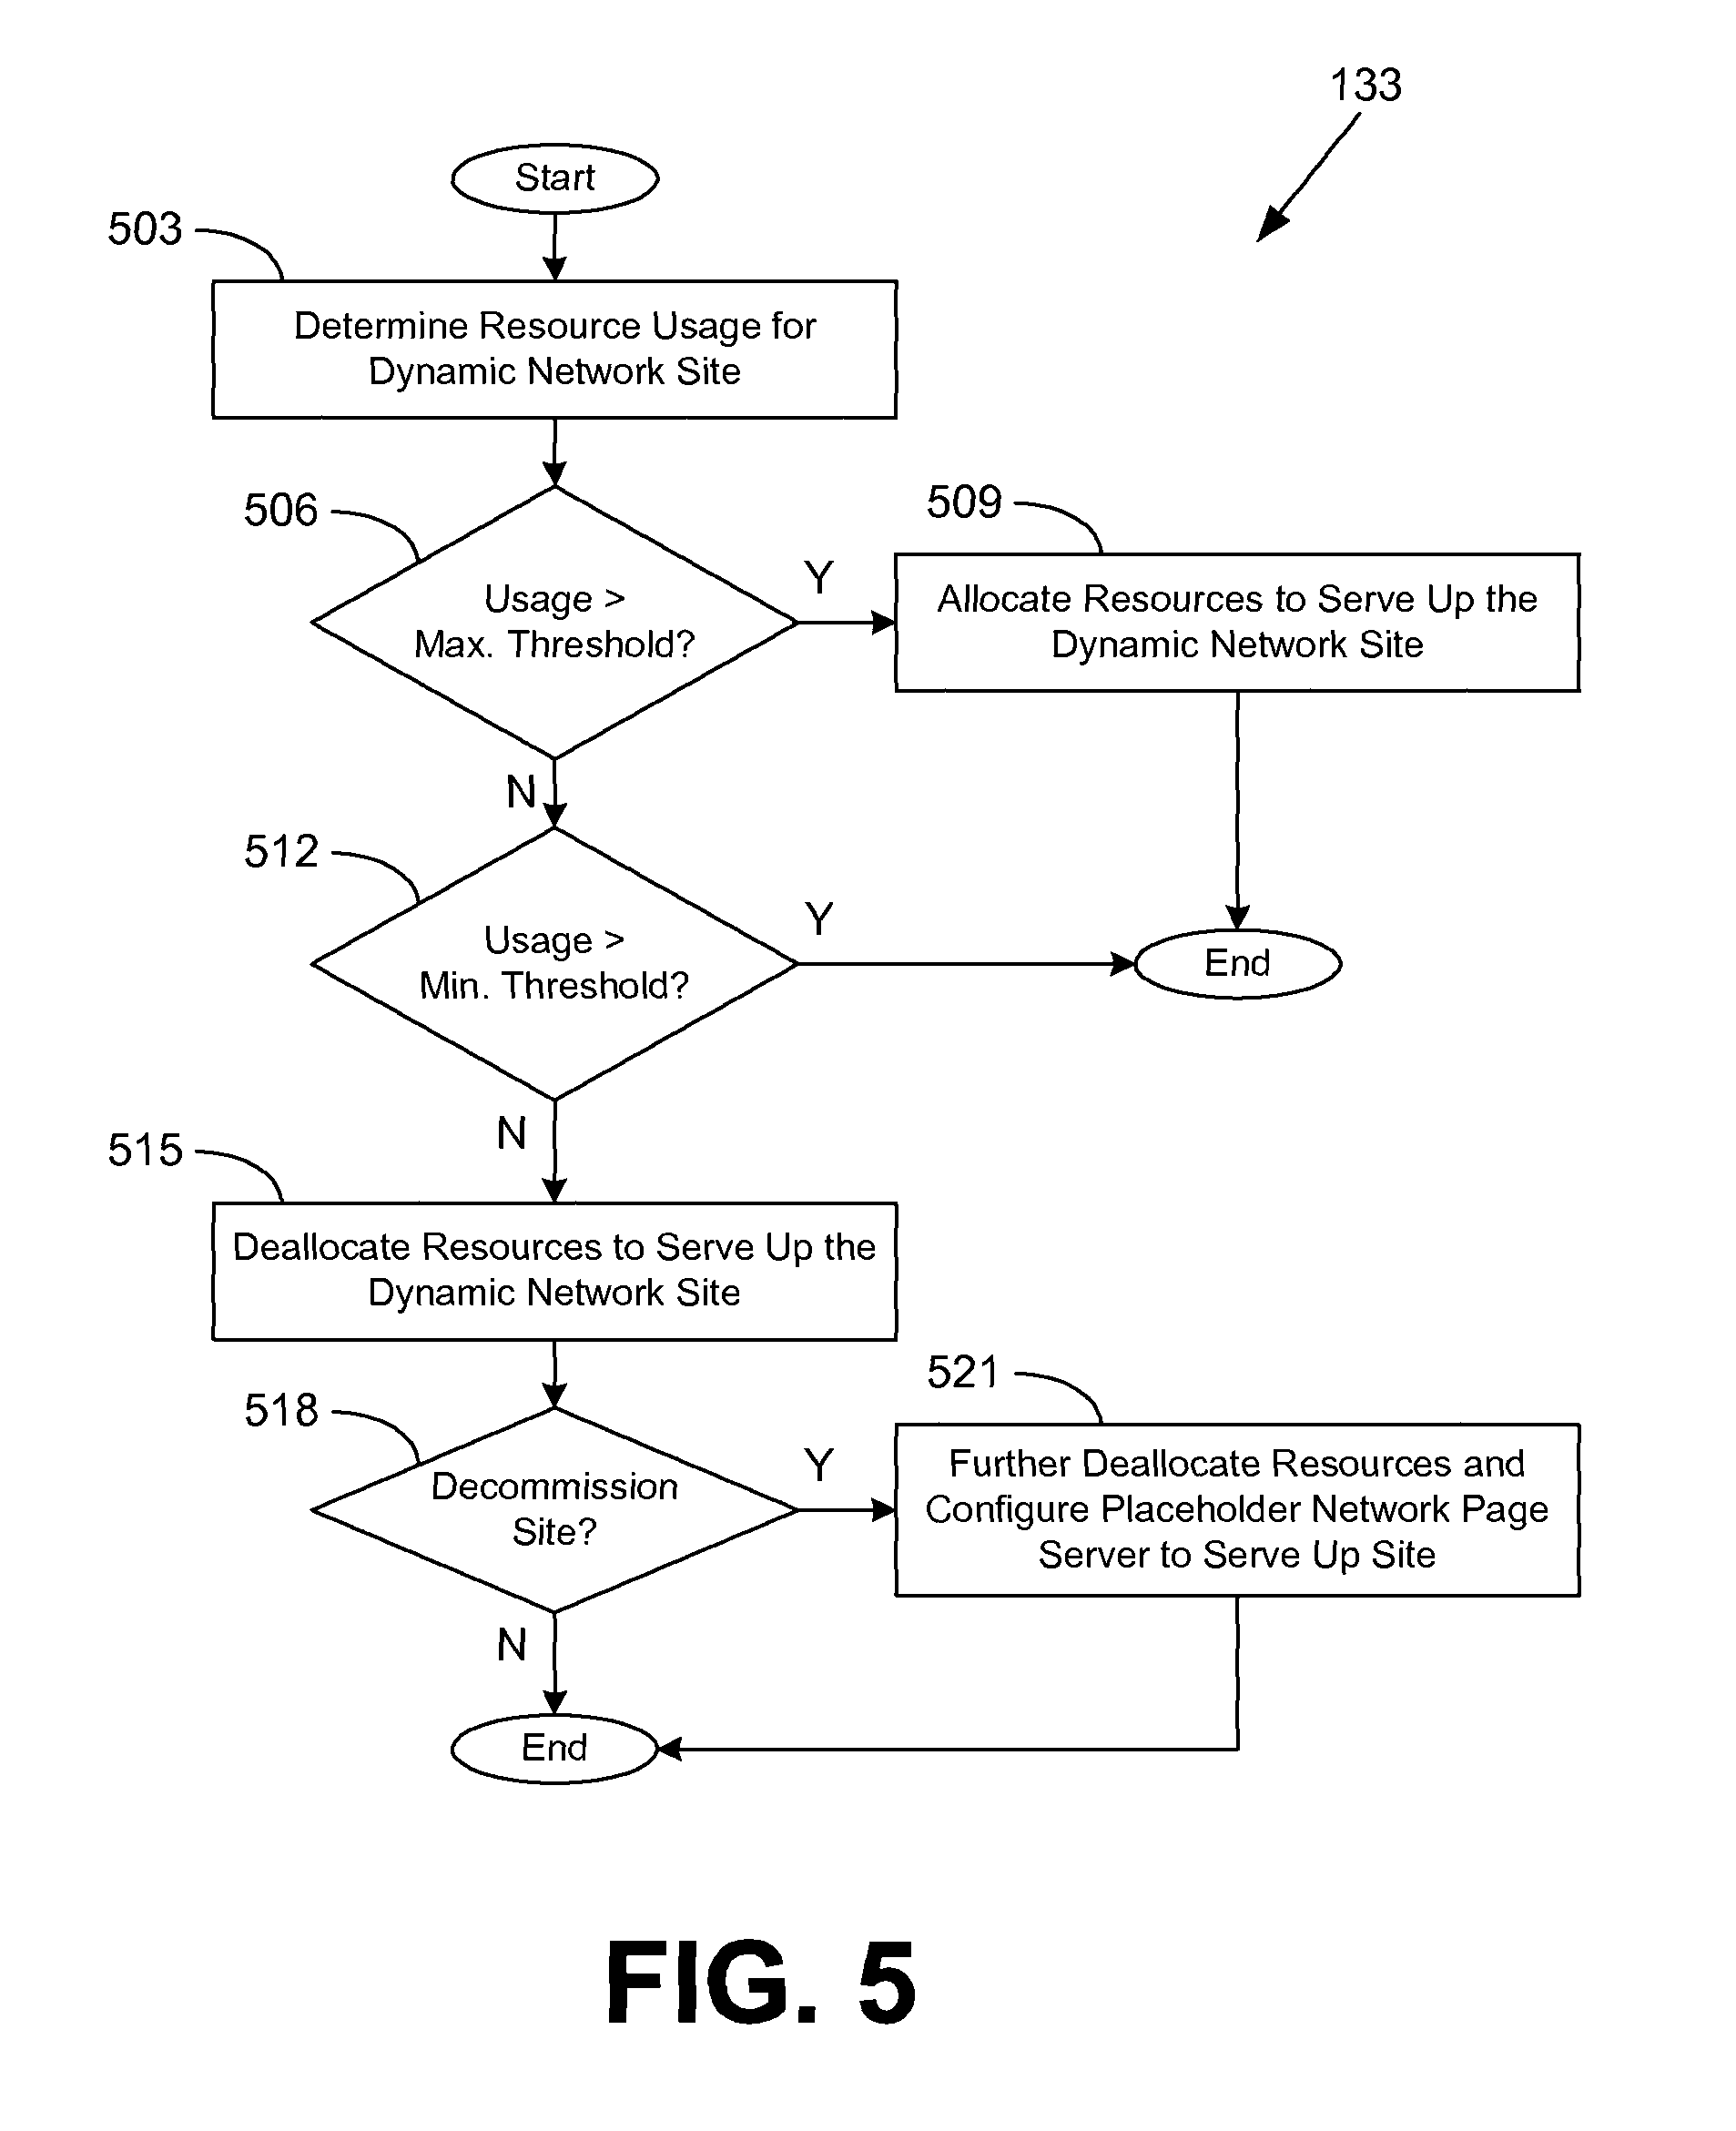 133
Start
503
Determine Resource Usage for
Dynamic Network Site
506
Usage >
Max. Threshold?
Y
509
Allocate Resources to Serve Up the
Dynamic Network Site
N
512
Usage >
Min. Threshold?
Y
End
N
515
Deallocate Resources to Serve Up the
Dynamic Network Site
518
Decommission
Site?
Y
521
Further Deallocate Resources and
Configure Placeholder Network Page
Server to Serve Up Site
N
End
FIG. 5